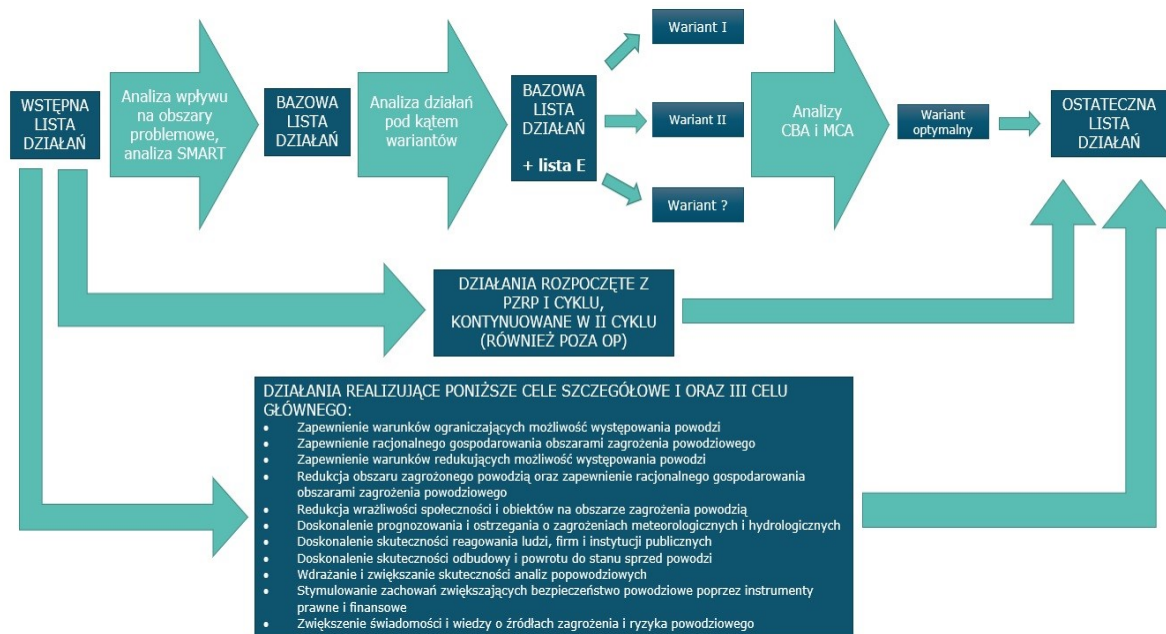 WSTĘPNA
LISTA
DZIAŁAŃ
Analiza wpływu
na obszary
problemowe,
analiza SMART
BAZOWA
LISTA
DZIAŁAŃ
Analiza działań
pod kątem
wariantów
BAZOWA
LISTA
DZIAŁAŃ
+ lista E
Wariant I
Wariant II
Wariant ?
Analizy
CBA i MCA
Wariant
optymalny
OSTATECZNA
LISTA
DZIAŁAŃ
DZIAŁANIA ROZPOCZĘTE Z
PZRP I CYKLU,
KONTYNUOWANE W II CYKLU
(RÓWNIEŻ POZA OP)
DZIAŁANIA REALIZUJĄCE PONIŻSZE CELE SZCZEGÓŁOWE I ORAZ III CELU
GŁÓWNEGO:
• Zapewnienie warunków ograniczających możliwość występowania powodzi
• Zapewnienie racjonalnego gospodarowania obszarami zagrożenia powodziowego
• Zapewnienie warunków redukujących możliwość występowania powodzi
• Redukcja obszaru zagrożonego powodzią oraz zapewnienie racjonalnego gospodarowania
obszarami zagrożenia powodziowego
• Redukcja wrażliwości społeczności i obiektów na obszarze zagrożenia powodzią
• Doskonalenie prognozowania i ostrzegania o zagrożeniach meteorologicznych i hydrologicznych
• Doskonalenie skuteczności reagowania ludzi, firm i instytucji publicznych
• Doskonalenie skuteczności odbudowy i powrotu do stanu sprzed powodzi
• Wdrażanie i zwiększanie skuteczności analiz popowodziowych
• Stymulowanie zachowań zwiększających bezpieczeństwo powodziowe poprzez instrumenty
prawne i finansowe
• Zwiększenie świadomości i wiedzy o źródłach zagrożenia i ryzyka powodziowego